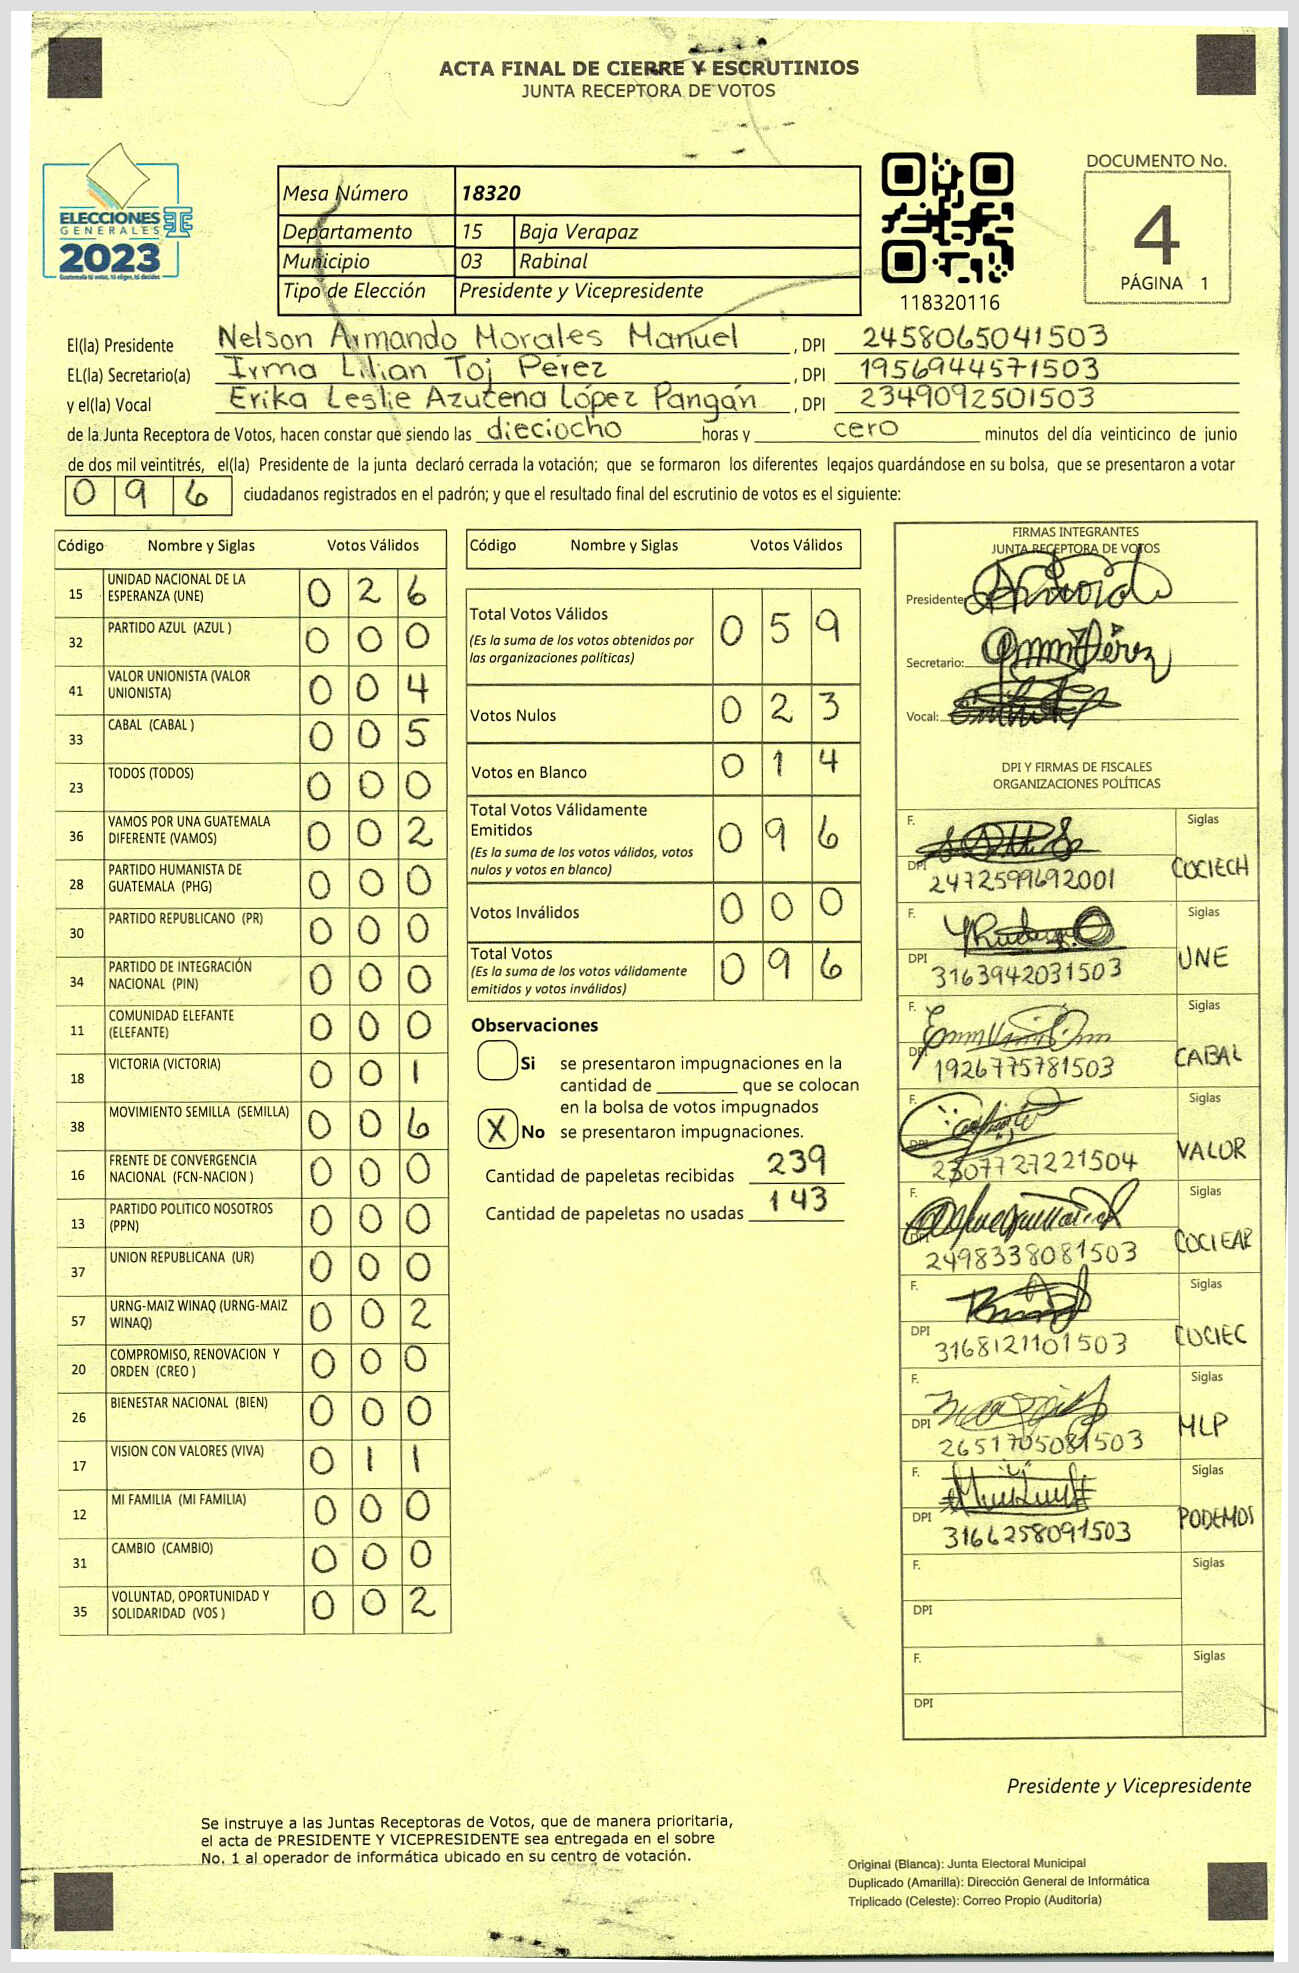 ACTA FINAL DE CIERRE Y ESCRUTINIOS
JUNTA RECEPTORA DE VOTOS
ELECCIONES
GENERALES
2023
Mesa Número 18320
Departamento 15 Baja Verapaz
Municipio 03 Rabinal
Tipo de Elección Presidente y Vicepresidente
118320116
DOCUMENTO No.
4
PÁGINA 1
El(la) Presidente Nelson Armando Morales Manuel , DPI 2458065041503
EL(la) Secretario(a) Irma Lilian Toj Pérez , DPI 1956944571503
y el(la) Vocal Erika Leslie Azucena López Pangán , DPI 2349092501503
de la Junta Receptora de Votos, hacen constar que siendo las dieciocho horas y cero minutos del día veinticinco de junio
de dos mil veintitrés, el(la) Presidente de la junta declaró cerrada la votación; que se formaron los diferentes legajos guardándose en su bolsa, que se presentaron a votar
096 ciudadanos registrados en el padrón; y que el resultado final del escrutinio de votos es el siguiente:
Código Nombre y Siglas Votos Válidos
15 UNIDAD NACIONAL DE LA ESPERANZA (UNE) 0 2 6
32 PARTIDO AZUL (AZUL ) 0 0 0
41 VALOR UNIONISTA (VALOR UNIONISTA) 0 0 4
33 CABAL (CABAL ) 0 0 5
23 TODOS (TODOS) 0 0 0
36 VAMOS POR UNA GUATEMALA DIFERENTE (VAMOS) 0 0 2
28 PARTIDO HUMANISTA DE GUATEMALA (PHG) 0 0 0
30 PARTIDO REPUBLICANO (PR) 0 0 0
34 PARTIDO DE INTEGRACIÓN NACIONAL (PIN) 0 0 0
11 COMUNIDAD ELEFANTE (ELEFANTE) 0 0 0
18 VICTORIA (VICTORIA) 0 0 1
38 MOVIMIENTO SEMILLA (SEMILLA) 0 0 6
16 FRENTE DE CONVERGENCIA NACIONAL (FCN-NACION ) 0 0 0
13 PARTIDO POLITICO NOSOTROS (PPN) 0 0 0
37 UNION REPUBLICANA (UR) 0 0 0
57 URNG-MAIZ WINAQ (URNG-MAIZ WINAQ) 0 0 2
20 COMPROMISO, RENOVACION Y ORDEN (CREO ) 0 0 0
26 BIENESTAR NACIONAL (BIEN) 0 0 0
17 VISION CON VALORES (VIVA) 0 1 1
12 MI FAMILIA (MI FAMILIA) 0 0 0
31 CAMBIO (CAMBIO) 0 0 0
35 VOLUNTAD, OPORTUNIDAD Y SOLIDARIDAD (VOS ) 0 0 2
Código Nombre y Siglas Votos Válidos
Total Votos Válidos 0 5 9
(Es la suma de los votos obtenidos por
las organizaciones políticas)
Votos Nulos 0 2 3
Votos en Blanco 0 1 4
Total Votos Válidamente
Emitidos 0 9 6
(Es la suma de los votos válidos, votos
nulos y votos en blanco)
Votos Inválidos 0 0 0
Total Votos 0 9 6
(Es la suma de los votos válidamente
emitidos y votos inválidos)
Observaciones
Si se presentaron impugnaciones en la
cantidad de ________ que se colocan
en la bolsa de votos impugnados
X No se presentaron impugnaciones.
Cantidad de papeletas recibidas 239
Cantidad de papeletas no usadas 143
FIRMAS INTEGRANTES
JUNTA RECEPTORA DE VOTOS
Presidente:
Secretario:
Vocal:
DPI Y FIRMAS DE FISCALES
ORGANIZACIONES POLÍTICAS
F. Siglas
DPI 2472599692001 COCIECH
F. Siglas
DPI 3163942031503 UNE
F. Siglas
DPI 1926775781503 CABAL
F. Siglas
DPI 2307727221504 VALOR
F. Siglas
DPI 2498338081503 COCIEAR
F. Siglas
DPI 3168121101503 COCIEC
F. Siglas
DPI 2651705081503 MLP
F. Siglas
DPI 3166258091503 PODEMOS
F. Siglas
DPI
F. Siglas
DPI
Presidente y Vicepresidente
Se instruye a las Juntas Receptoras de Votos, que de manera prioritaria,
el acta de PRESIDENTE Y VICEPRESIDENTE sea entregada en el sobre
No. 1 al operador de informática ubicado en su centro de votación.
Original (Blanca): Junta Electoral Municipal
Duplicado (Amarilla): Dirección General de Informática
Triplicado (Celeste): Correo Propio (Auditoría)